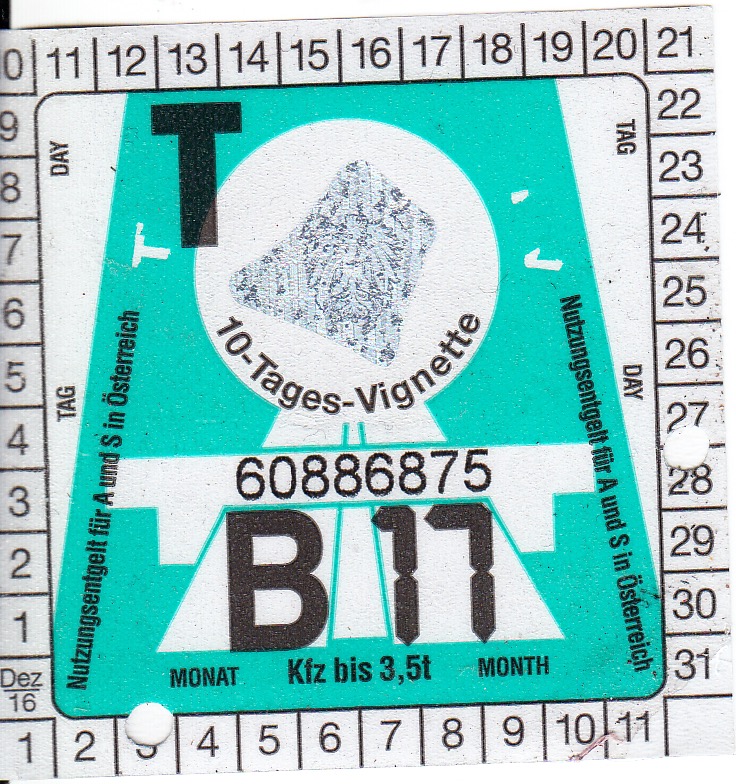 0 11 12 13 14 15 16 17 18 19 20 21
9
8
7
6
5
4
3
2
1
Dez
16
22
23
24
25
26
27
28
29
30
31
DAY
TAG
TAG
DAY
T
T
10-Tages-Vignette
Nutzungsentgelt für A und S in Österreich
Nutzungsentgelt für A und S in Österreich
60886875
B 17
MONAT Kfz bis 3,5t MONTH
1 2 3 4 5 6 7 8 9 10 11